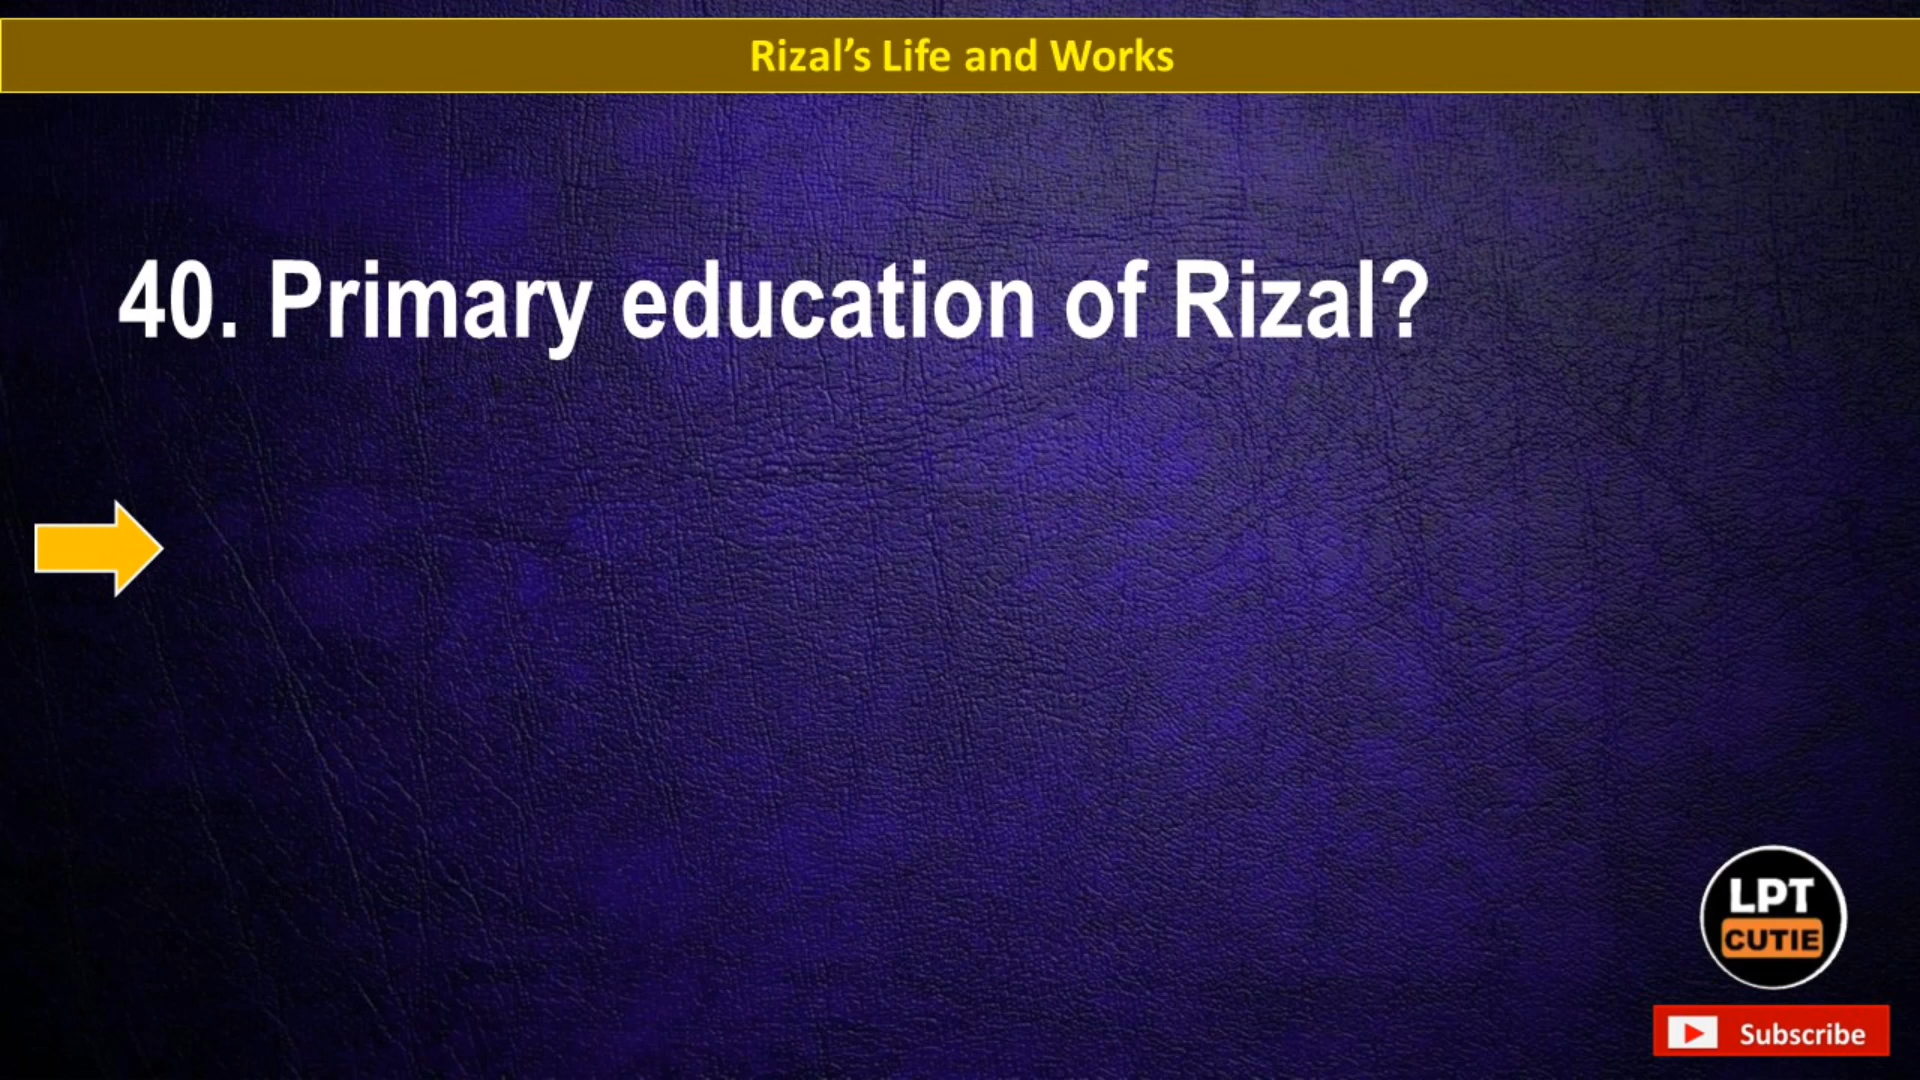 Rizal’s Life and Works
40. Primary education of Rizal?
LPT
CUTIE
Subscribe